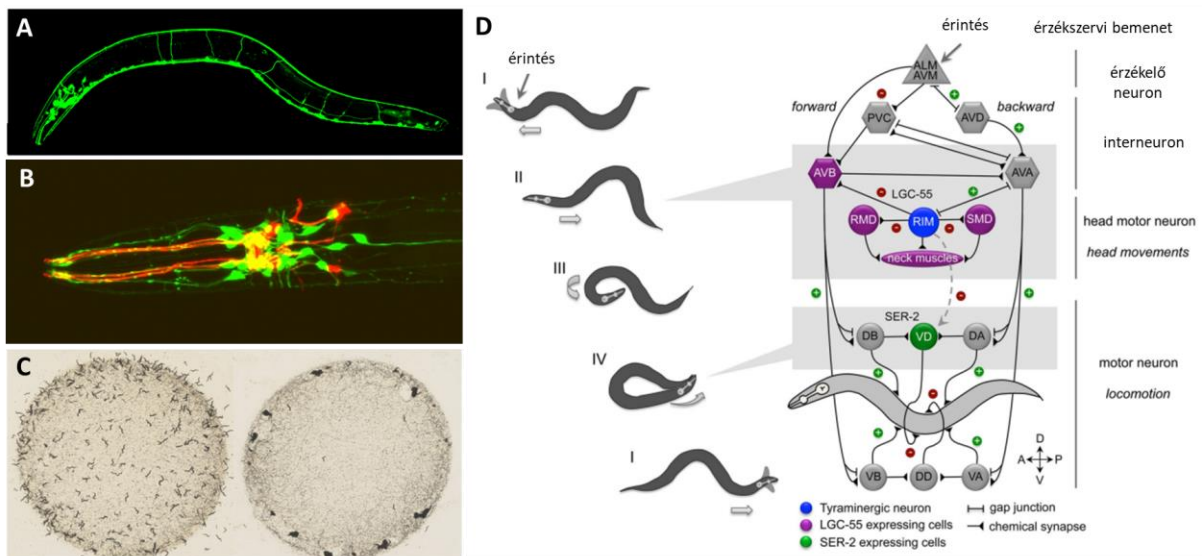 A
B
C
D
érintés
I
II
III
IV
I
érintés
érzékszervi bemenet
ALM
AVM
érzékelő
neuron
forward
backward
PVC
AVD
interneuron
AVB
AVA
LGC-55
RMD
RIM
SMD
head motor neuron
neck muscles
head movements
SER-2
DB
VD
DA
motor neuron
locomotion
D
A
P
V
VB
DD
VA
Tyraminergic neuron
LGC-55 expressing cells
SER-2 expressing cells
gap junction
chemical synapse